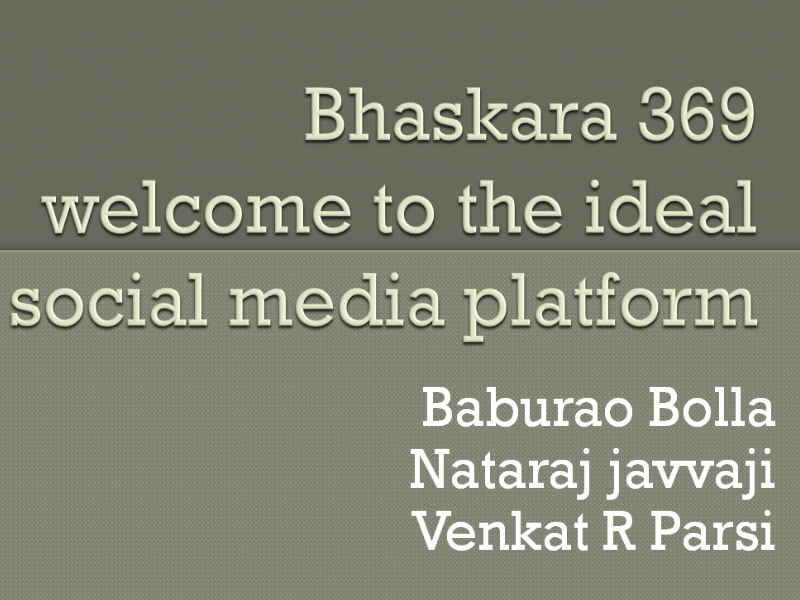 Bhaskara 369
welcome to the ideal
social media platform
Baburao Bolla
Nataraj javvaji
Venkat R Parsi